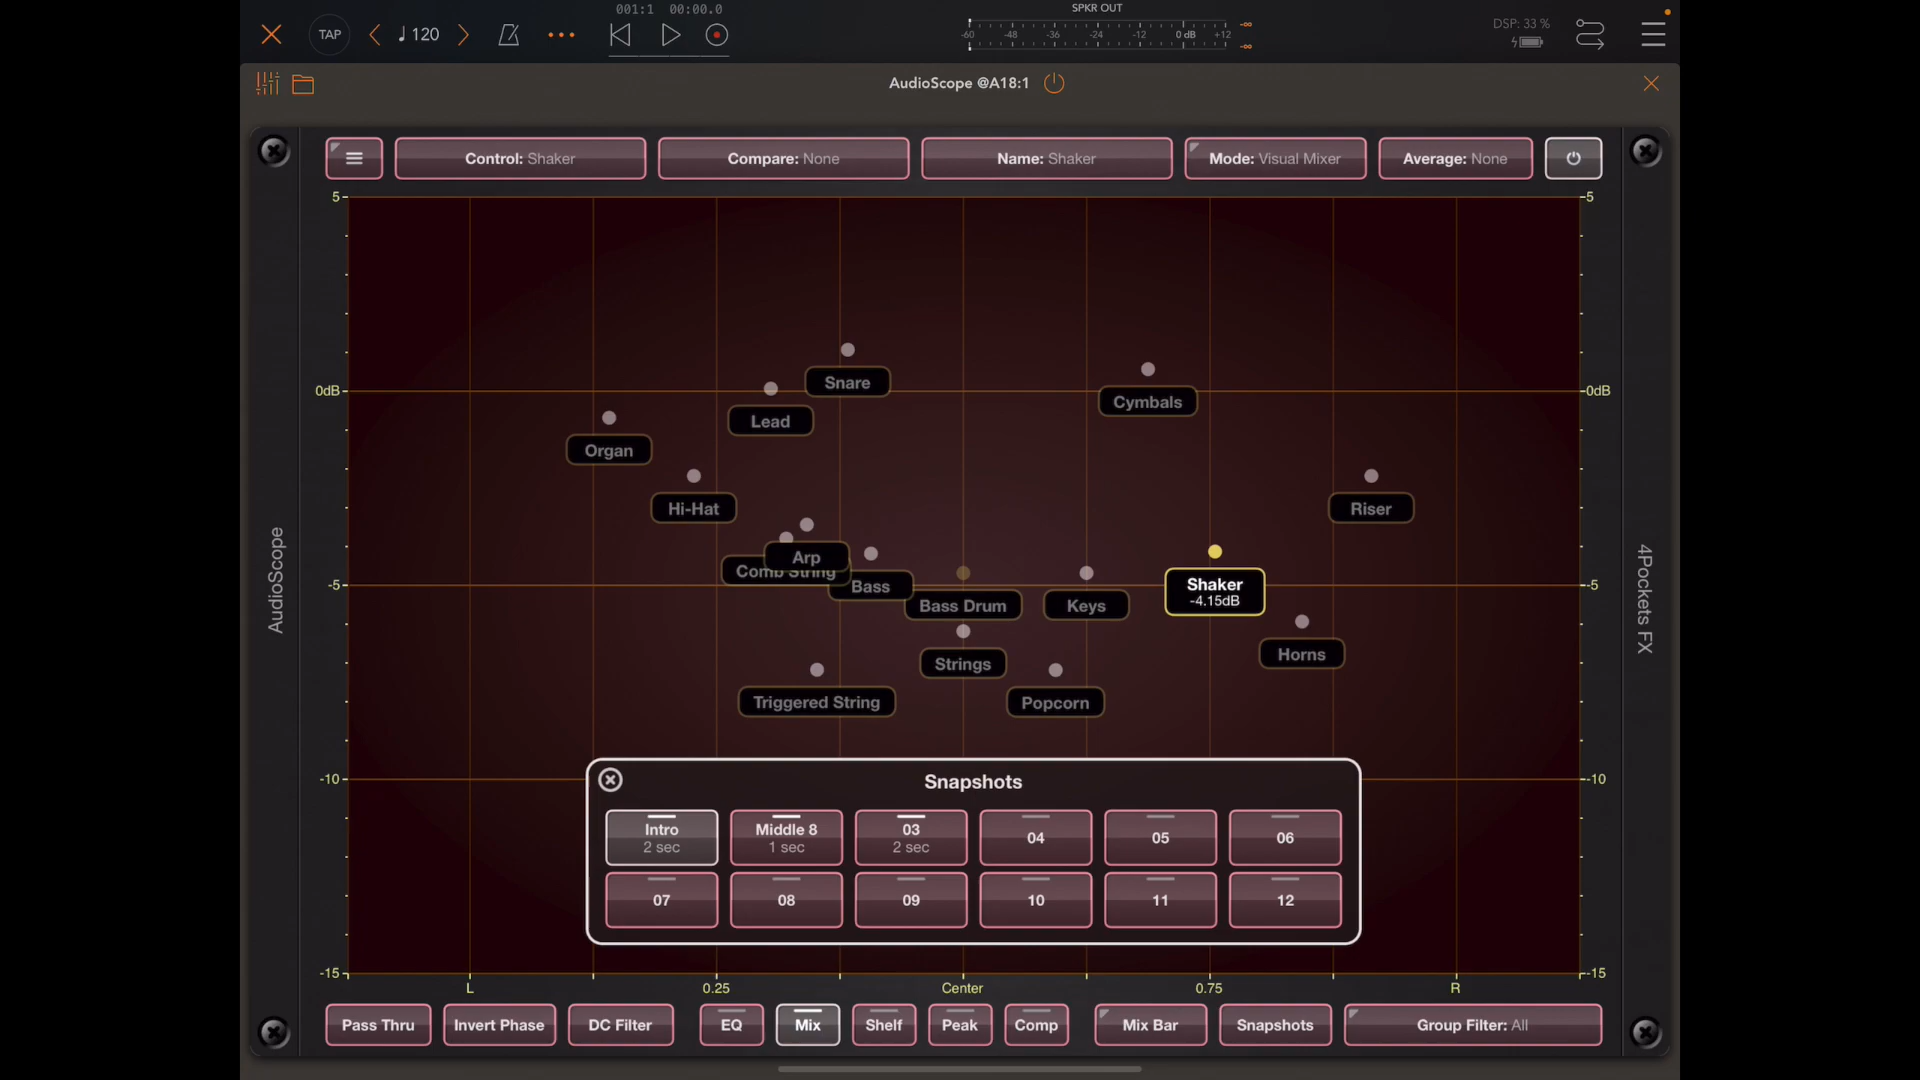 001:1 00:00.0
SPKR OUT
TAP
120
-60 -48 -36 -24 -12 0 dB +12
-∞
-∞
DSP: 33 %
AudioScope @A18:1
Control: Shaker
Compare: None
Name: Shaker
Mode: Visual Mixer
Average: None
5
-5
0dB
-0dB
-5
-5
-10
-10
-15
-15
Snare
Cymbals
Lead
Organ
Hi-Hat
Riser
Arp
Comb String
Bass
Shaker
-4.15dB
Bass Drum
Keys
Horns
Strings
Triggered String
Popcorn
AudioScope
4Pockets FX
Snapshots
Intro
2 sec
Middle 8
1 sec
03
2 sec
04
05
06
07
08
09
10
11
12
L
0.25
Center
0.75
R
Pass Thru
Invert Phase
DC Filter
EQ
Mix
Shelf
Peak
Comp
Mix Bar
Snapshots
Group Filter: All